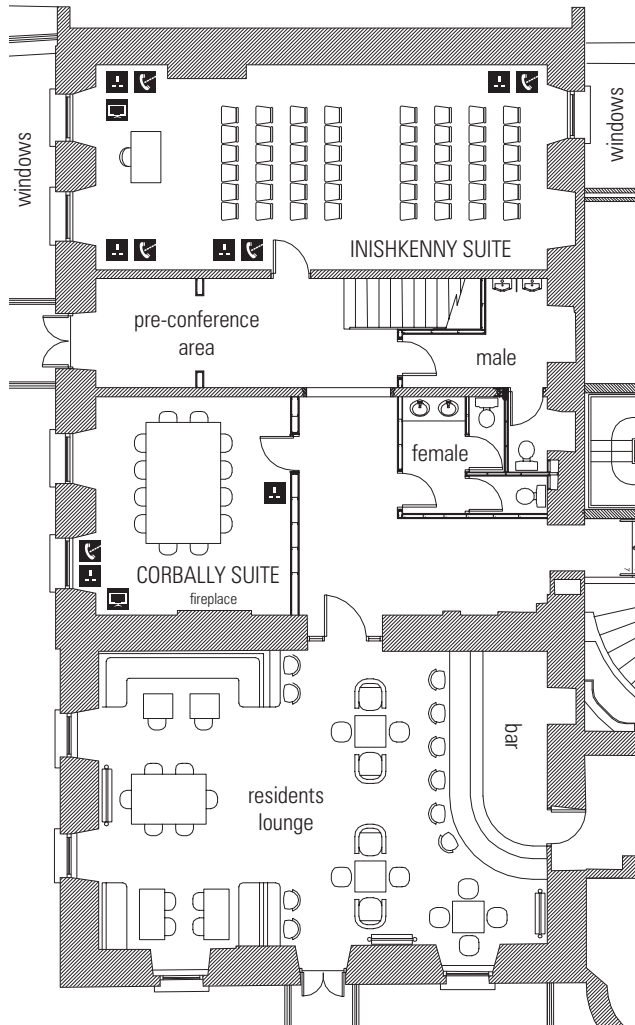 windows
windows
INISHKENNY SUITE
pre-conference
area
male
female
CORBALLY SUITE
fireplace
bar
residents
lounge